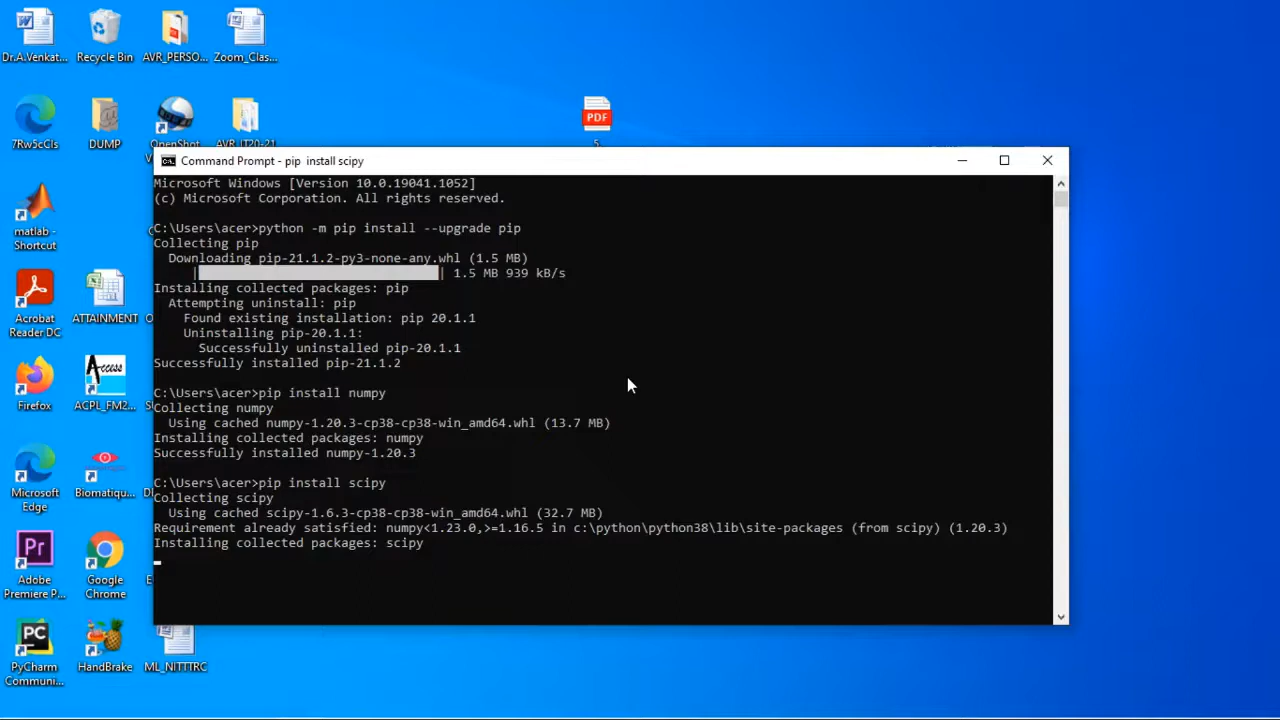 Dr.A.Venkat...
Recycle Bin
AVR_PERSO...
Zoom_Clas...
7Rw5cCls
DUMP
OpenShot
AVR_IT20-21
PDF
5.
matlab -
Shortcut
Acrobat
Reader DC
ATTAINMENT
Firefox
ACPL_FM2...
Microsoft
Edge
Biomatique...
Adobe
Premiere P...
Google
Chrome
PyCharm
Communi...
HandBrake
ML_NITTTRC
Command Prompt - pip  install scipy
Microsoft Windows [Version 10.0.19041.1052]
(c) Microsoft Corporation. All rights reserved.
C:\Users\acer>python -m pip install --upgrade pip
Collecting pip
Downloading pip-21.1.2-py3-none-any.whl (1.5 MB)
| | 1.5 MB 939 kB/s
Installing collected packages: pip
Attempting uninstall: pip
Found existing installation: pip 20.1.1
Uninstalling pip-20.1.1:
Successfully uninstalled pip-20.1.1
Successfully installed pip-21.1.2
C:\Users\acer>pip install numpy
Collecting numpy
Using cached numpy-1.20.3-cp38-cp38-win_amd64.whl (13.7 MB)
Installing collected packages: numpy
Successfully installed numpy-1.20.3
C:\Users\acer>pip install scipy
Collecting scipy
Using cached scipy-1.6.3-cp38-cp38-win_amd64.whl (32.7 MB)
Requirement already satisfied: numpy<1.23.0,>=1.16.5 in c:\python\python38\lib\site-packages (from scipy) (1.20.3)
Installing collected packages: scipy